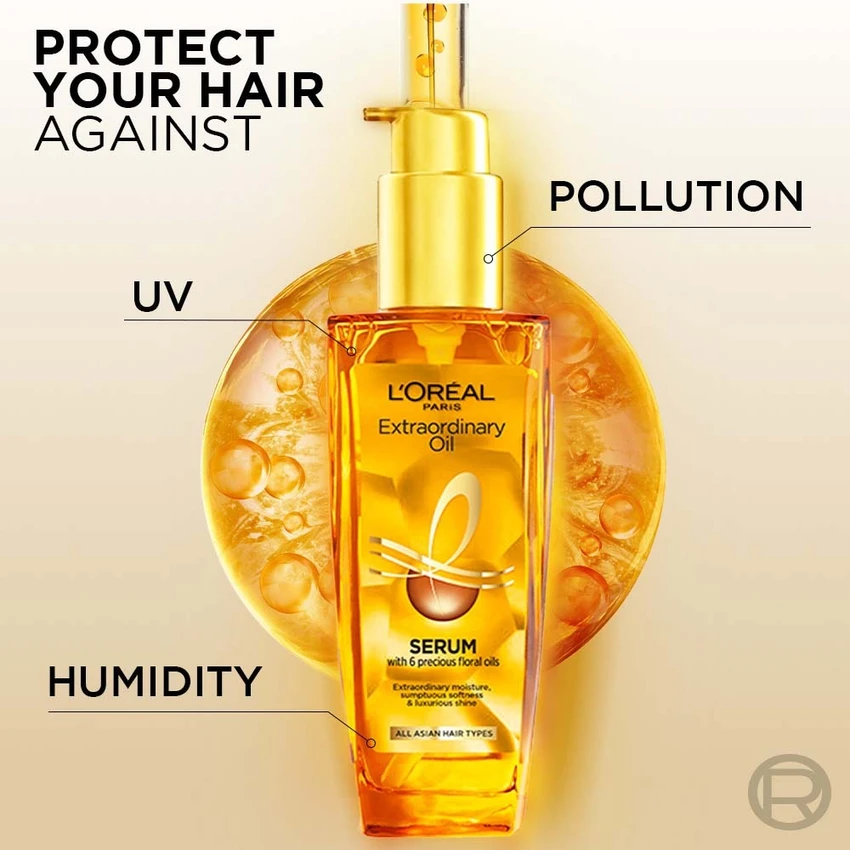 PROTECT
YOUR HAIR
AGAINST
POLLUTION
UV
L'ORÉAL
PARIS
Extraordinary
Oil
SERUM
with 6 precious floral oils
HUMIDITY
Extraordinary moisture,
sumptuous softness
& luxurious shine
ALL ASIAN HAIR TYPES
R